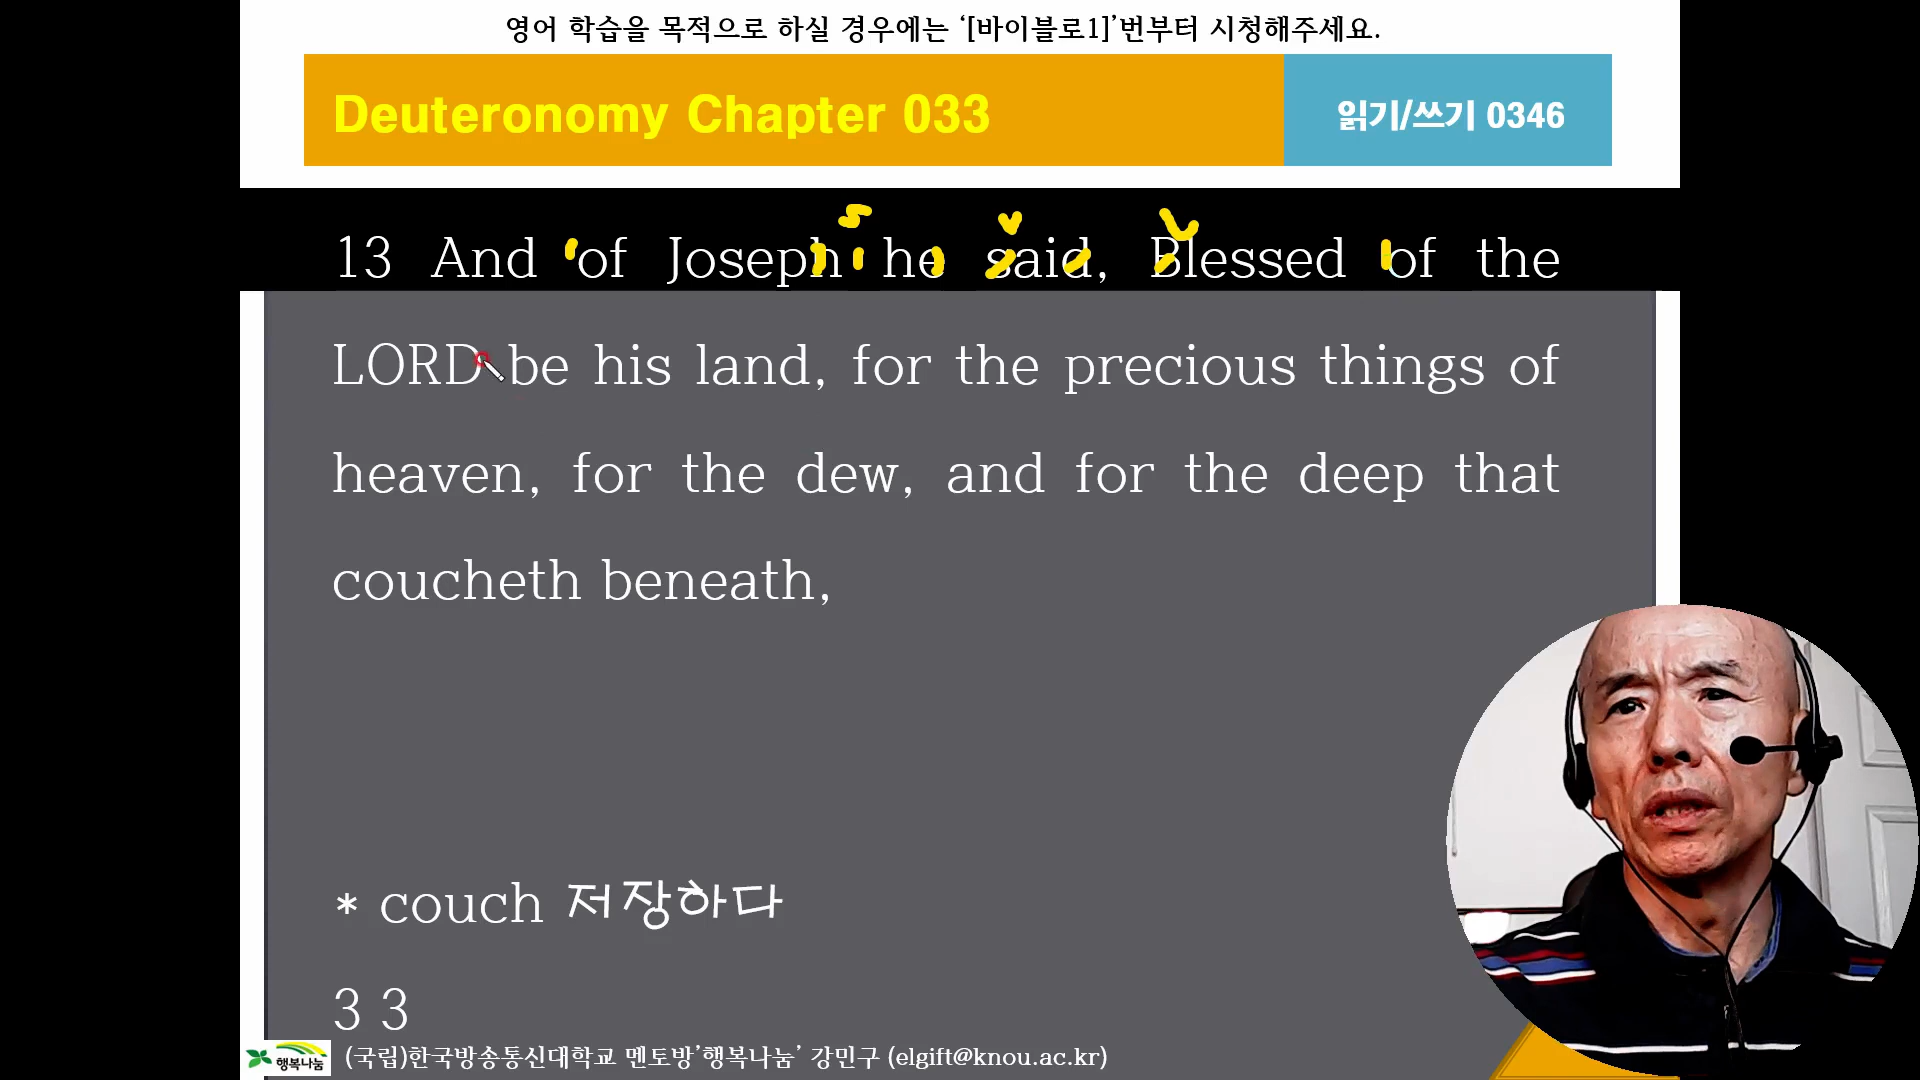 영어 학습을 목적으로 하실 경우에는 ‘[바이블로1]’번부터 시청해주세요.
Deuteronomy Chapter 033
읽기/쓰기 0346
13 And of Joseph he said, Blessed of the
LORD be his land, for the precious things of
heaven, for the dew, and for the deep that
coucheth beneath,
* couch 저장하다
3 3
행복나눔
(국립)한국방송통신대학교 멘토방’행복나눔’ 강민구 (elgift@knou.ac.kr)